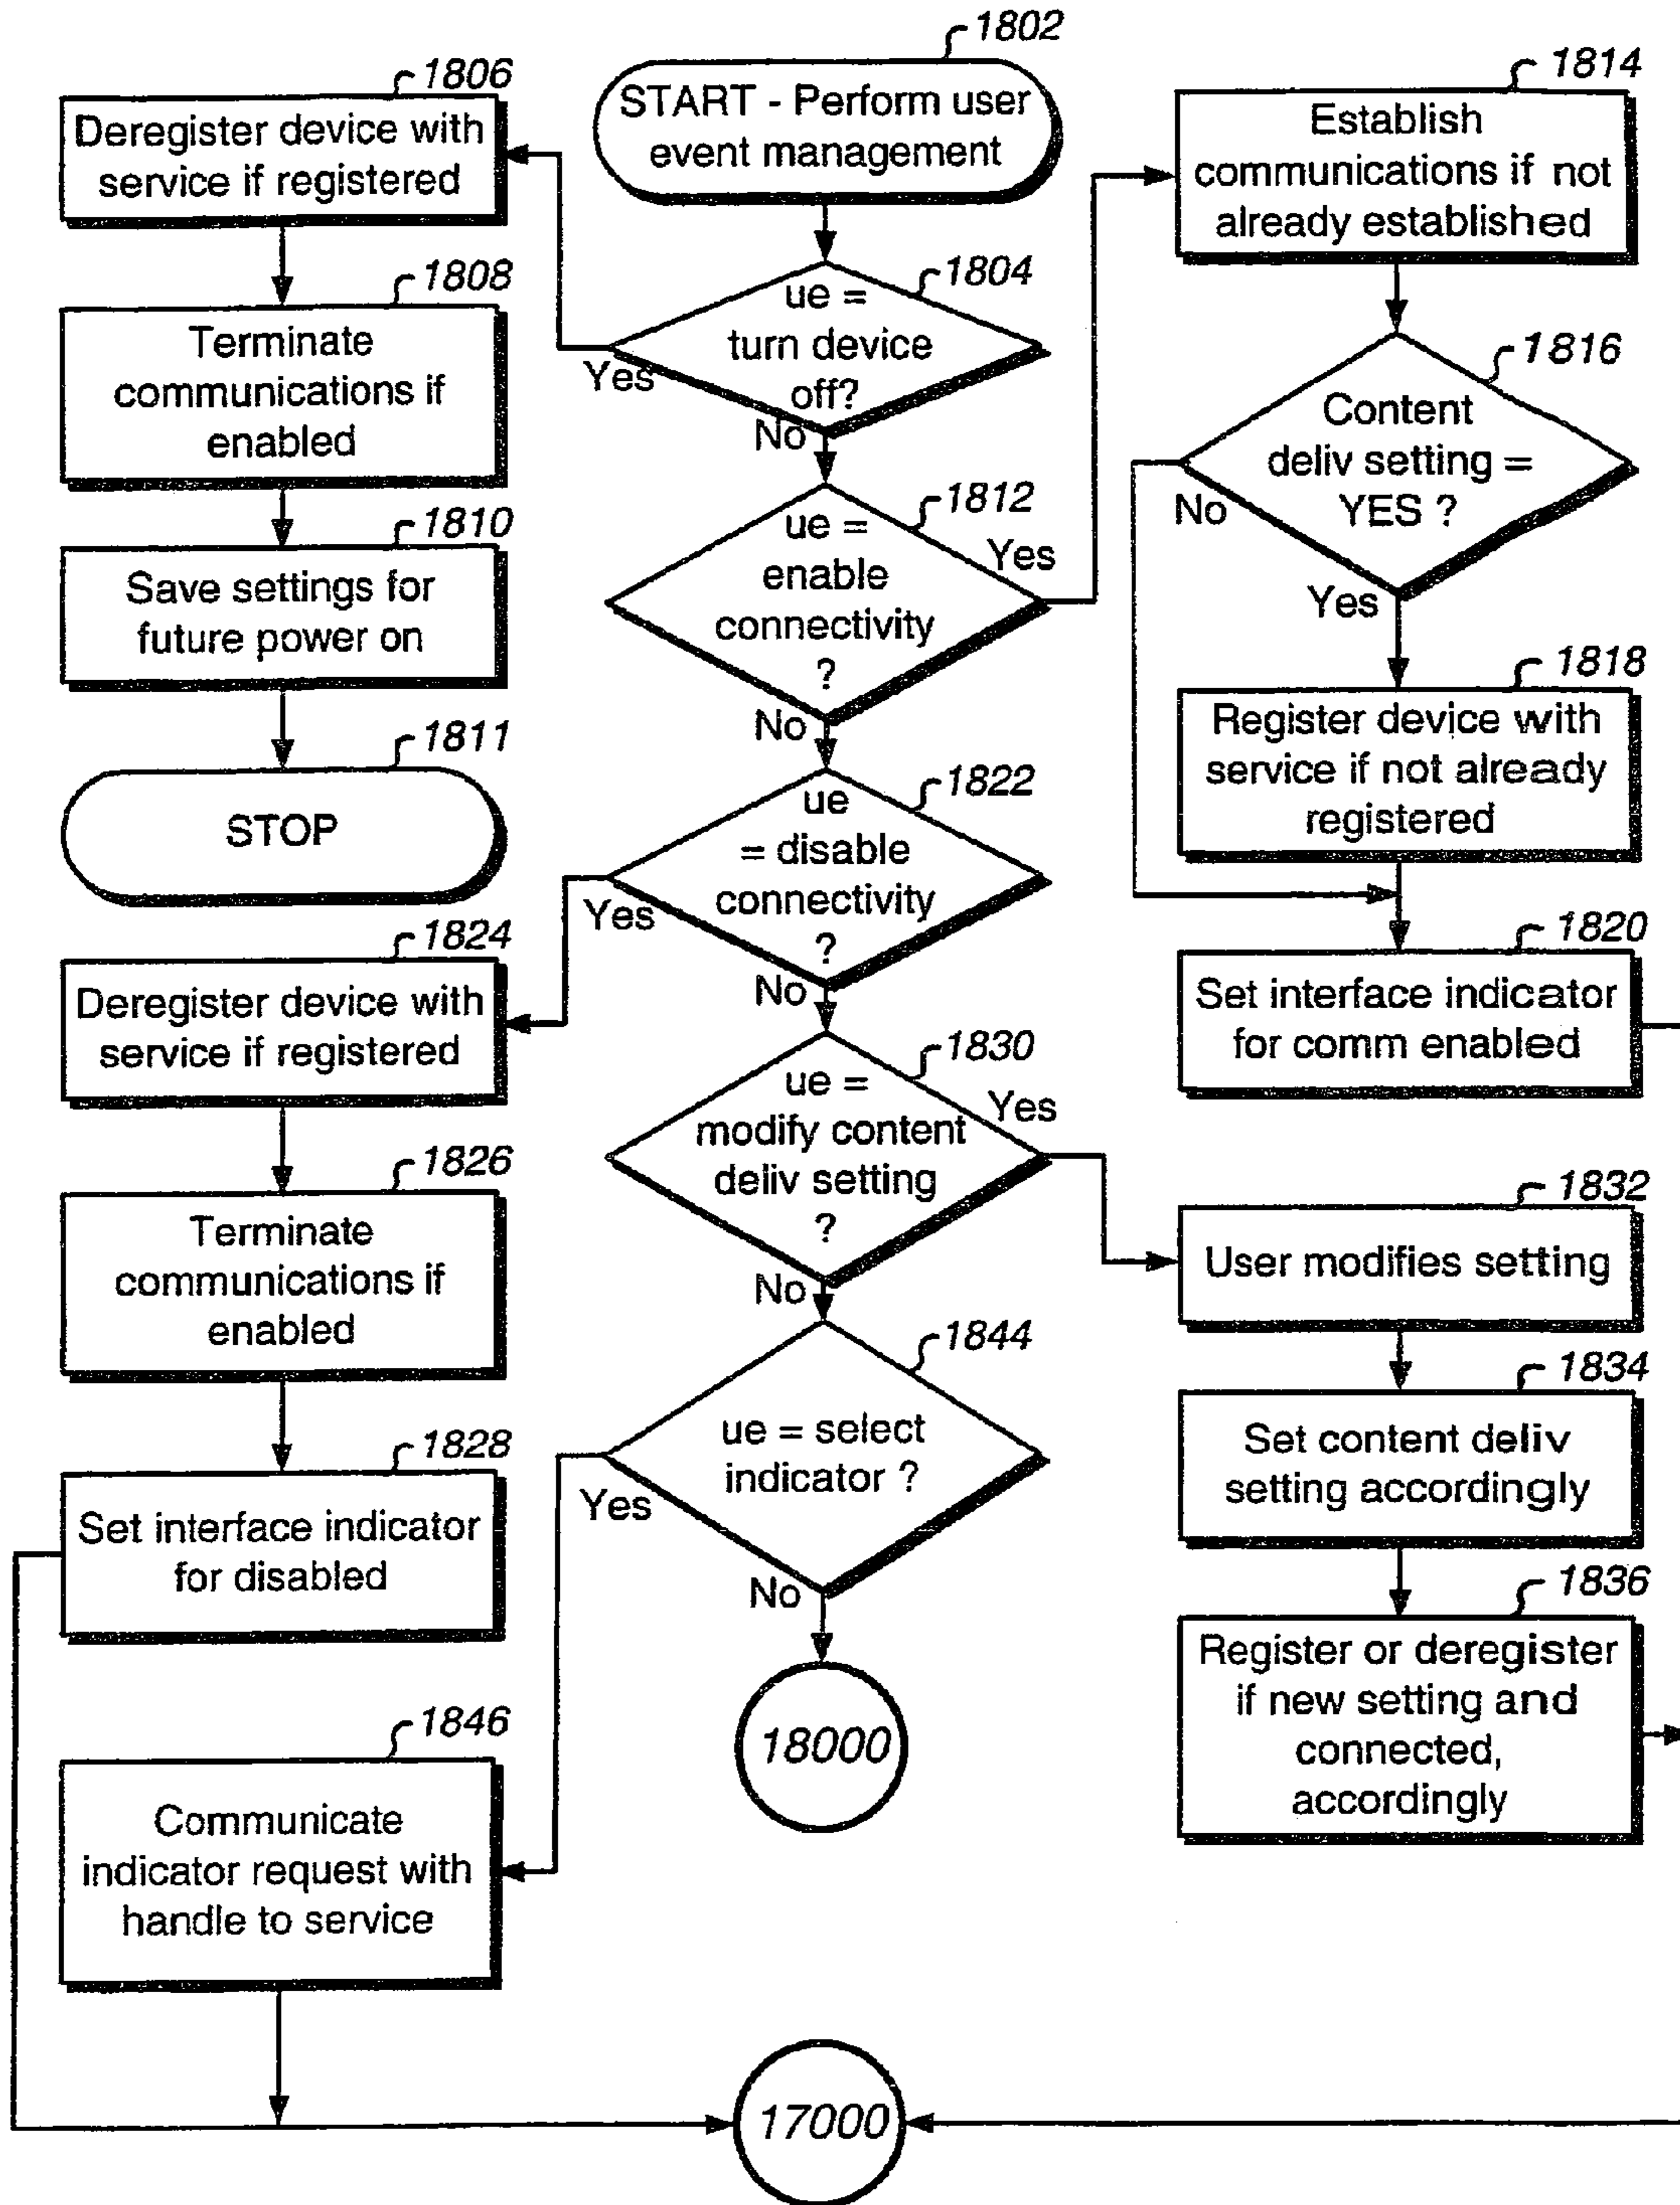 1802
START - Perform user
event management
1804
ue =
turn device
off?
Yes
No
1806
Deregister device with
service if registered
1808
Terminate
communications if
enabled
1810
Save settings for
future power on
1811
STOP
1812
ue =
enable
connectivity
?
Yes
No
1814
Establish
communications if not
already established
1816
Content
deliv setting =
YES ?
No
Yes
1818
Register device with
service if not already
registered
1820
Set interface indicator
for comm enabled
1822
ue
= disable
connectivity
?
Yes
No
1824
Deregister device with
service if registered
1826
Terminate
communications if
enabled
1828
Set interface indicator
for disabled
1830
ue =
modify content
deliv setting
?
Yes
No
1832
User modifies setting
1834
Set content deliv
setting accordingly
1836
Register or deregister
if new setting and
connected,
accordingly
1844
ue = select
indicator ?
Yes
No
1846
Communicate
indicator request with
handle to service
18000
17000